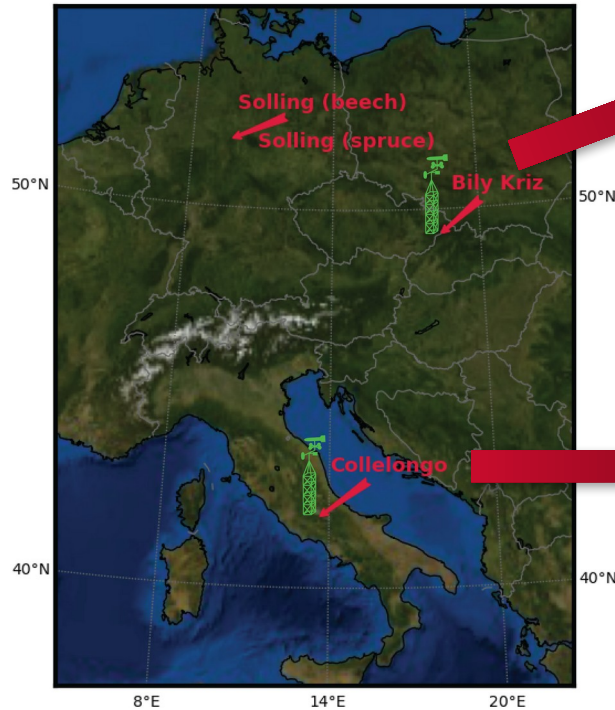 Solling (beech)
Solling (spruce)
Bily Kriz
50°N
50°N
Collelongo
40°N
40°N
8°E
14°E
20°E